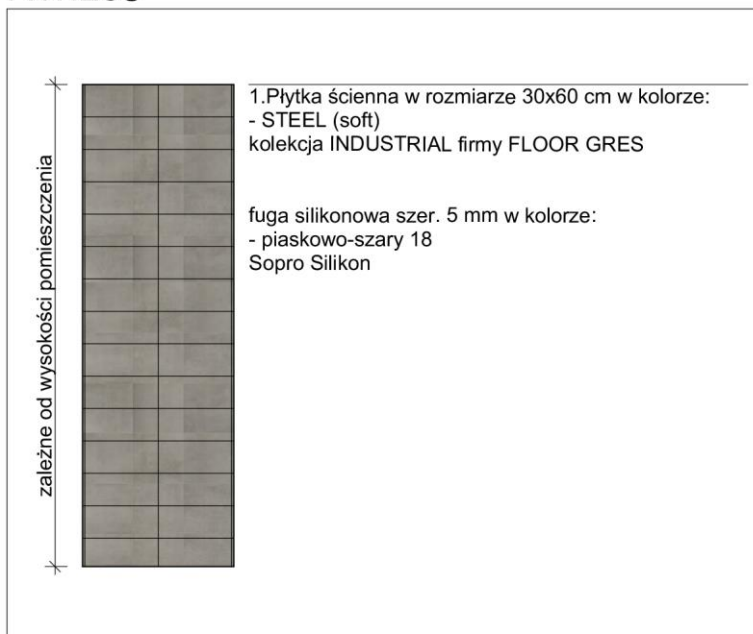 1.Płytka ścienna w rozmiarze 30x60 cm w kolorze:
- STEEL (soft)
kolekcja INDUSTRIAL firmy FLOOR GRES
fuga silikonowa szer. 5 mm w kolorze:
- piaskowo-szary 18
Sopro Silikon
zależne od wysokości pomieszczenia